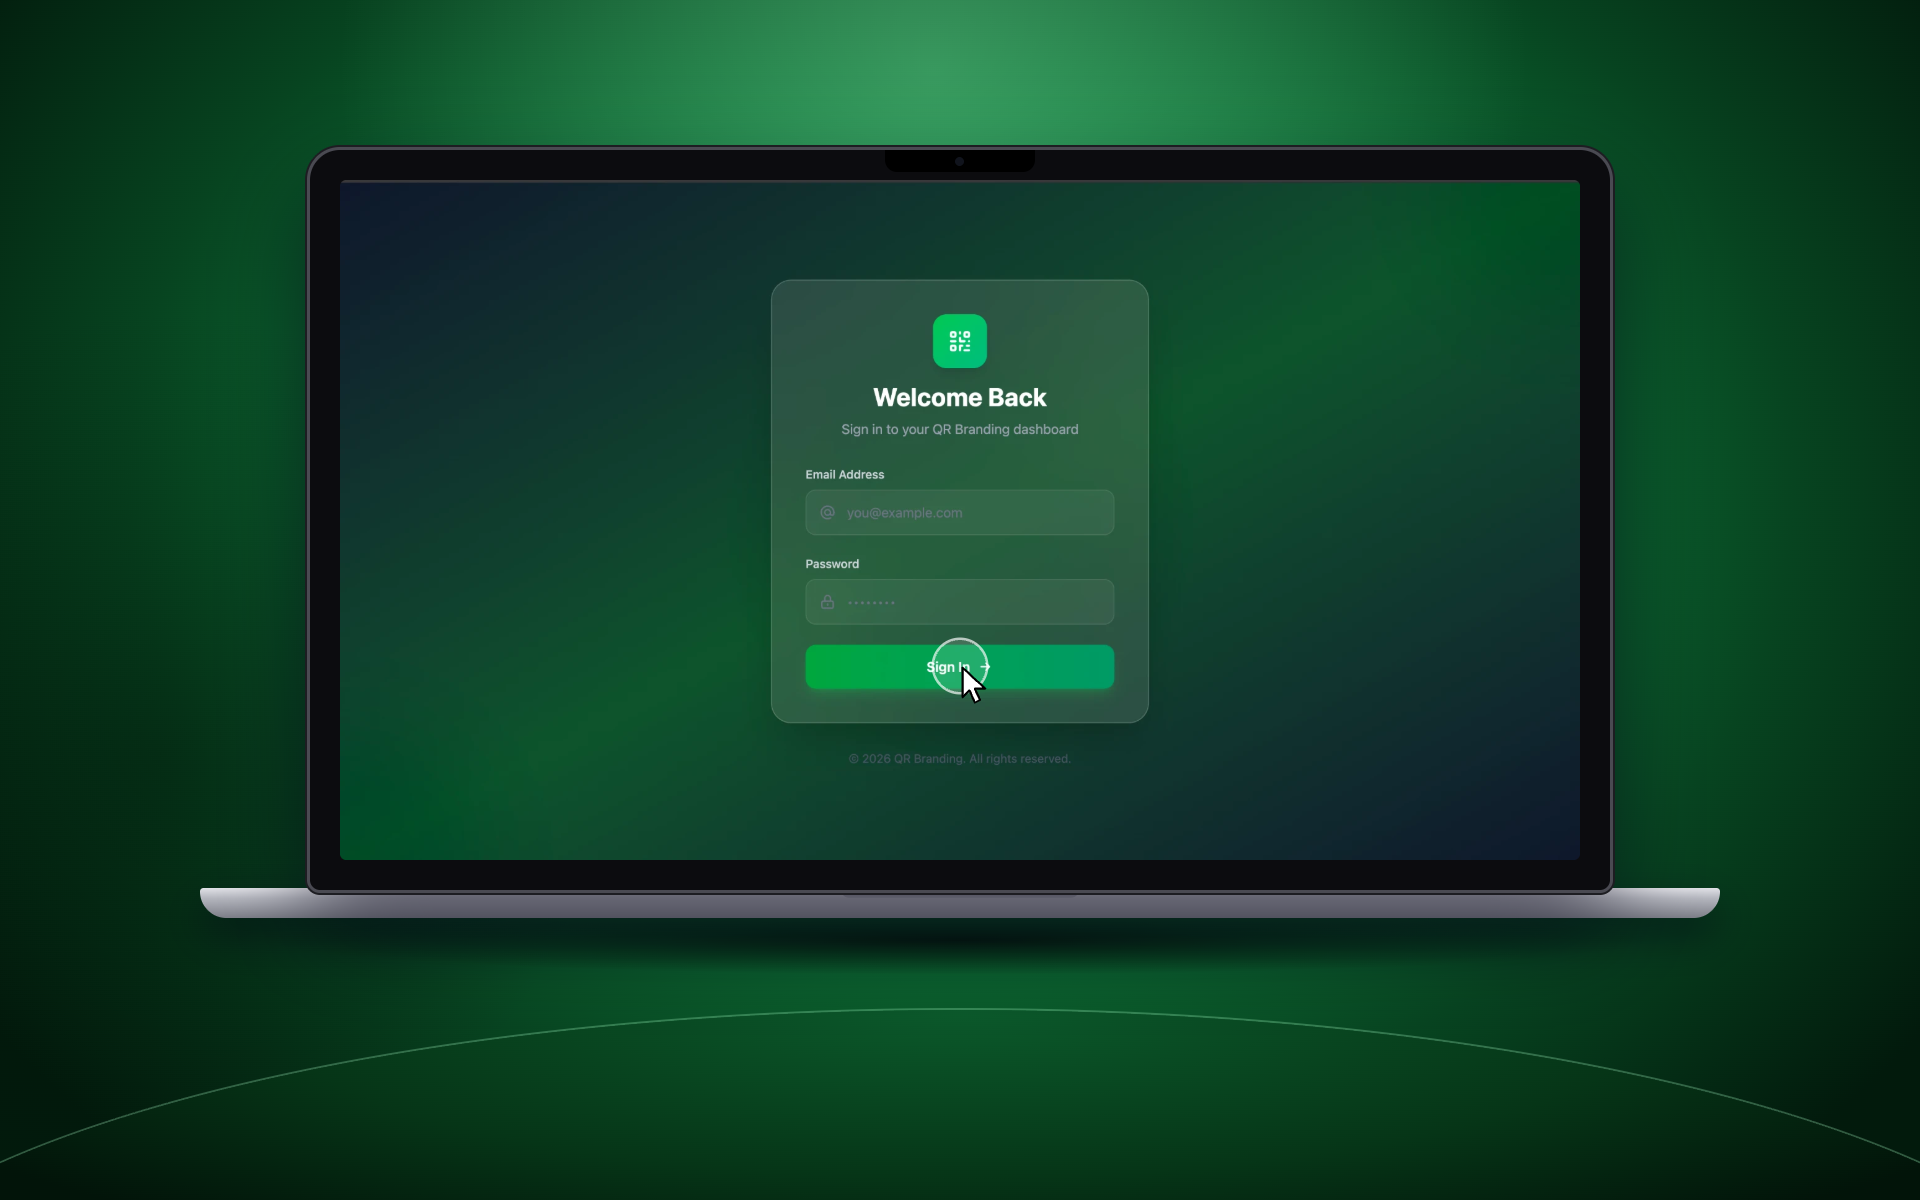 Welcome Back
Sign in to your QR Branding dashboard
Email Address
you@example.com
Password
••••••••
Sign In →
© 2026 QR Branding. All rights reserved.